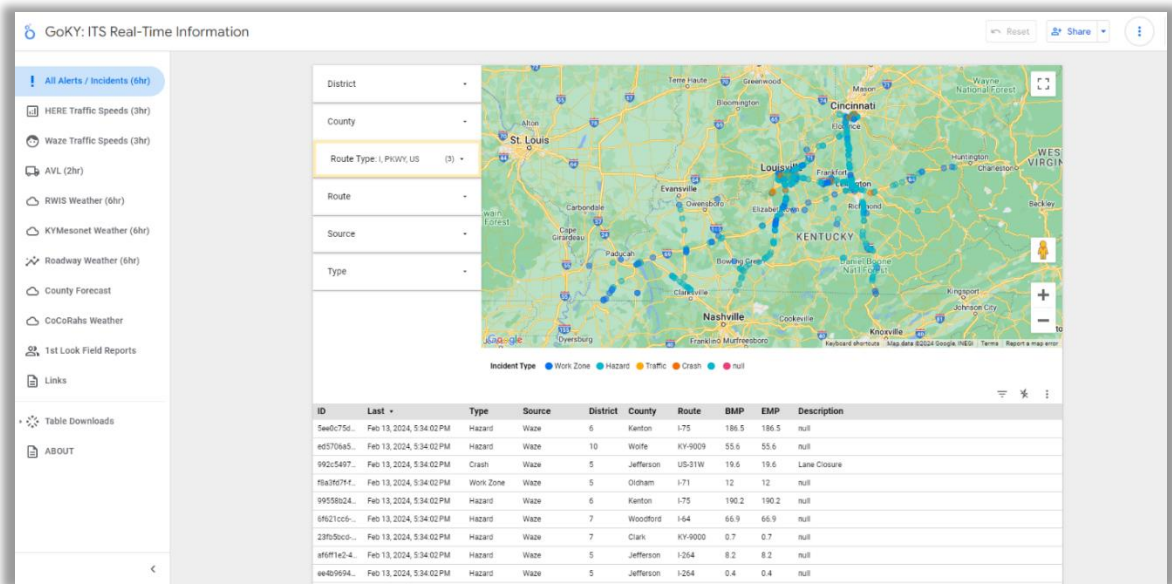 GoKY: ITS Real-Time Information
Reset
Share
All Alerts / Incidents (6hr)
HERE Traffic Speeds (3hr)
Waze Traffic Speeds (3hr)
AVL (2hr)
RWIS Weather (6hr)
KYMesonet Weather (6hr)
Roadway Weather (6hr)
County Forecast
CoCoRahs Weather
1st Look Field Reports
Links
Table Downloads
ABOUT
District
County
Route Type: I, PKWY, US (3)
Route
Source
Type
Terre Haute
Greenwood
Bloomington
Mason
Cincinnati
Florence
Wayne
National Forest
Alton
St. Louis
Huntington
Charleston
Louisville
Frankfort
Lexington
Evansville
Owensboro
Richmond
Beckley
Carbondale
Cape
Girardeau
KENTUCKY
Paducah
Bowling Green
Daniel Boone
Nat'l Forest
Clarksville
Kingsport
Johnson City
Nashville
Cookeville
Knoxville
Dyersburg
Franklin
Murfreesboro
Google
Keyboard shortcuts Map data ©2024 Google, INEGI Terms Report a map error
Incident Type Work Zone Hazard Traffic Crash null
ID Last Type Source District County Route BMP EMP Description
5ee0c75d... Feb 13, 2024, 5:34:02 PM Hazard Waze 6 Kenton I-75 186.5 186.5 null
ed5706a5... Feb 13, 2024, 5:34:02 PM Hazard Waze 10 Wolfe KY-9009 55.6 55.6 null
992c5497... Feb 13, 2024, 5:34:02 PM Crash Waze 5 Jefferson US-31W 19.6 19.6 Lane Closure
f8a3fd7f-f... Feb 13, 2024, 5:34:02 PM Work Zone Waze 5 Oldham I-71 12 12 null
99558b24... Feb 13, 2024, 5:34:02 PM Hazard Waze 6 Kenton I-75 190.2 190.2 null
6f621cc6-... Feb 13, 2024, 5:34:02 PM Hazard Waze 7 Woodford I-64 66.9 66.9 null
23fb5bcd-... Feb 13, 2024, 5:34:02 PM Hazard Waze 7 Clark KY-9000 0.7 0.7 null
af6ff1e2-4... Feb 13, 2024, 5:34:02 PM Hazard Waze 5 Jefferson I-264 8.2 8.2 null
ee4b9694... Feb 13, 2024, 5:34:02 PM Hazard Waze 5 Jefferson I-264 0.4 0.4 null